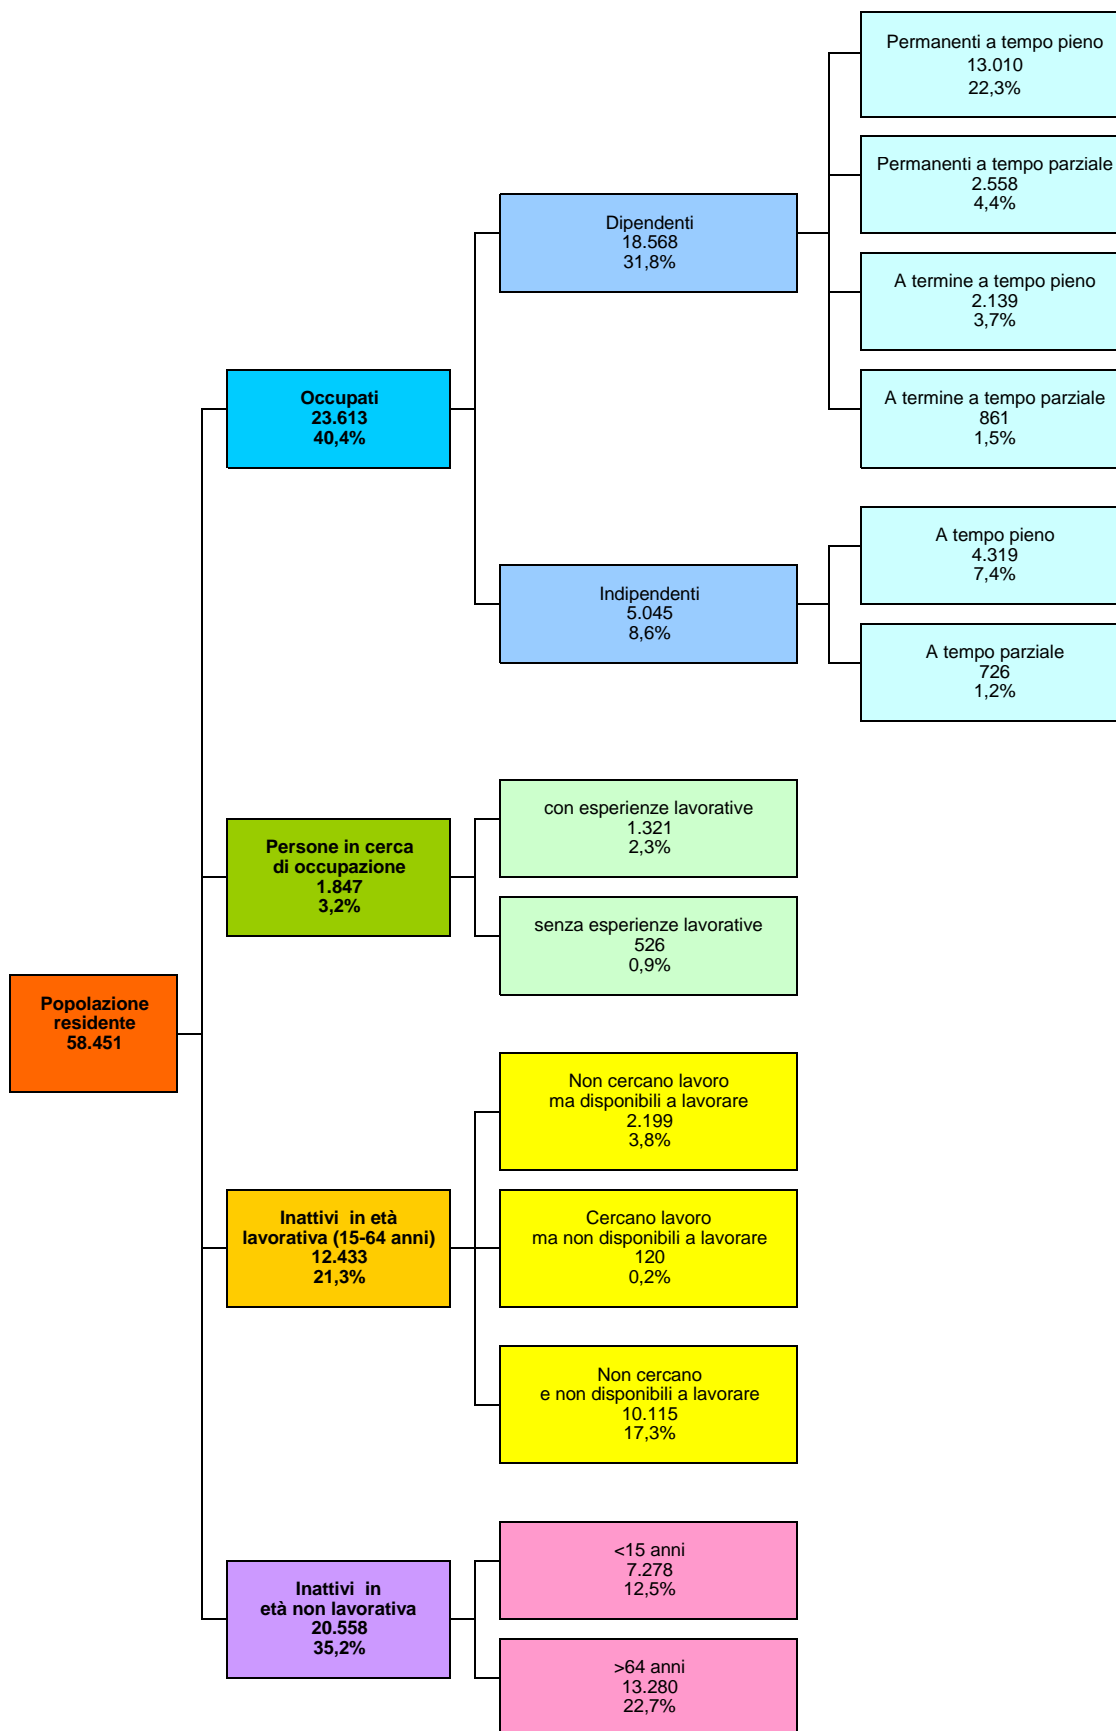 Popolazione
residente
58.451
Occupati
23.613
40,4%
Dipendenti
18.568
31,8%
Permanenti a tempo pieno
13.010
22,3%
Permanenti a tempo parziale
2.558
4,4%
A termine a tempo pieno
2.139
3,7%
A termine a tempo parziale
861
1,5%
Indipendenti
5.045
8,6%
A tempo pieno
4.319
7,4%
A tempo parziale
726
1,2%
Persone in cerca
di occupazione
1.847
3,2%
con esperienze lavorative
1.321
2,3%
senza esperienze lavorative
526
0,9%
Inattivi in età
lavorativa (15-64 anni)
12.433
21,3%
Non cercano lavoro
ma disponibili a lavorare
2.199
3,8%
Cercano lavoro
ma non disponibili a lavorare
120
0,2%
Non cercano
e non disponibili a lavorare
10.115
17,3%
Inattivi in
età non lavorativa
20.558
35,2%
<15 anni
7.278
12,5%
>64 anni
13.280
22,7%